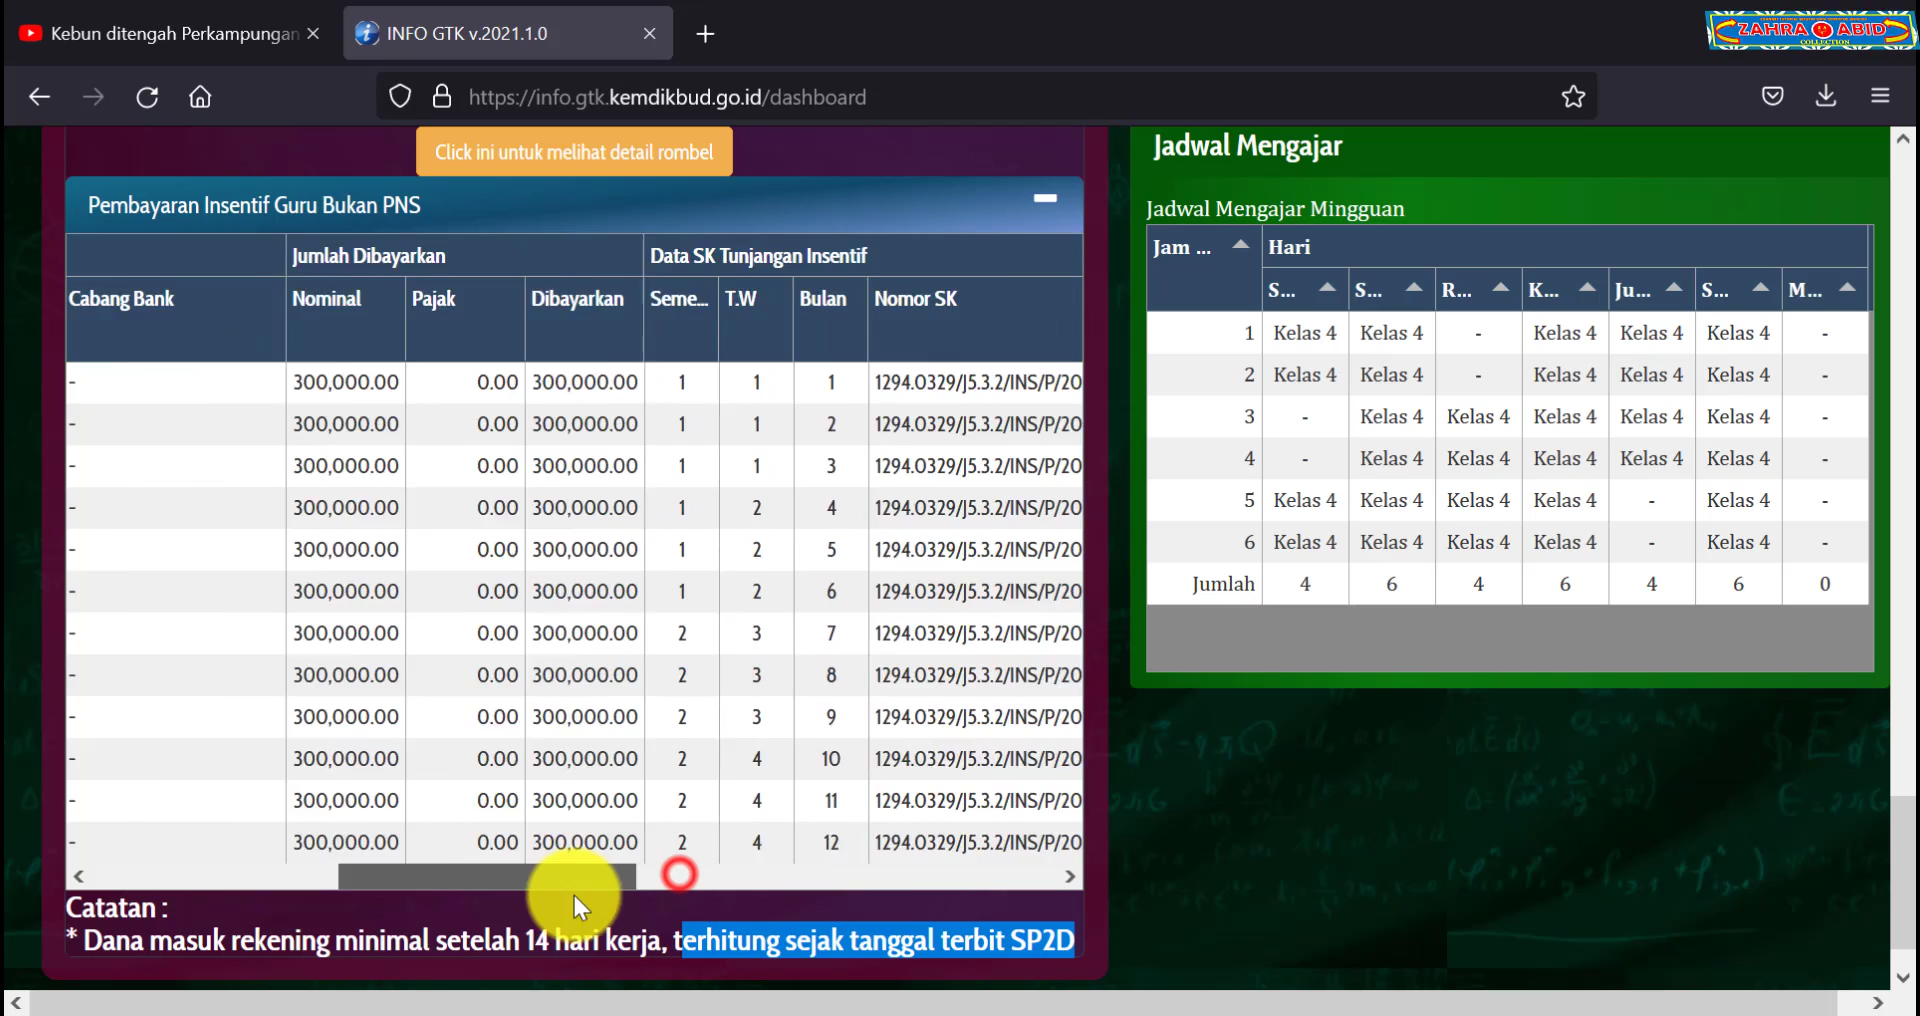 Kebun ditengah Perkampungan
INFO GTK v.2021.1.0
ZAHRA ABID
COLLECTION
https://info.gtk.kemdikbud.go.id/dashboard
Click ini untuk melihat detail rombel
Pembayaran Insentif Guru Bukan PNS
Jumlah Dibayarkan Data SK Tunjangan Insentif
Cabang Bank Nominal Pajak Dibayarkan Seme... T.W Bulan Nomor SK
- 300,000.00 0.00 300,000.00 1 1 1 1294.0329/J5.3.2/INS/P/20
- 300,000.00 0.00 300,000.00 1 1 2 1294.0329/J5.3.2/INS/P/20
- 300,000.00 0.00 300,000.00 1 1 3 1294.0329/J5.3.2/INS/P/20
- 300,000.00 0.00 300,000.00 1 2 4 1294.0329/J5.3.2/INS/P/20
- 300,000.00 0.00 300,000.00 1 2 5 1294.0329/J5.3.2/INS/P/20
- 300,000.00 0.00 300,000.00 1 2 6 1294.0329/J5.3.2/INS/P/20
- 300,000.00 0.00 300,000.00 2 3 7 1294.0329/J5.3.2/INS/P/20
- 300,000.00 0.00 300,000.00 2 3 8 1294.0329/J5.3.2/INS/P/20
- 300,000.00 0.00 300,000.00 2 3 9 1294.0329/J5.3.2/INS/P/20
- 300,000.00 0.00 300,000.00 2 4 10 1294.0329/J5.3.2/INS/P/20
- 300,000.00 0.00 300,000.00 2 4 11 1294.0329/J5.3.2/INS/P/20
- 300,000.00 0.00 300,000.00 2 4 12 1294.0329/J5.3.2/INS/P/20
Catatan :
* Dana masuk rekening minimal setelah 14 hari kerja, terhitung sejak tanggal terbit SP2D
Jadwal Mengajar
Jadwal Mengajar Mingguan
Jam ... Hari
S... S... R... K... Ju... S... M...
1 Kelas 4 Kelas 4 - Kelas 4 Kelas 4 Kelas 4 -
2 Kelas 4 Kelas 4 - Kelas 4 Kelas 4 Kelas 4 -
3 - Kelas 4 Kelas 4 Kelas 4 Kelas 4 Kelas 4 -
4 - Kelas 4 Kelas 4 Kelas 4 Kelas 4 Kelas 4 -
5 Kelas 4 Kelas 4 Kelas 4 Kelas 4 - Kelas 4 -
6 Kelas 4 Kelas 4 Kelas 4 Kelas 4 - Kelas 4 -
Jumlah 4 6 4 6 4 6 0